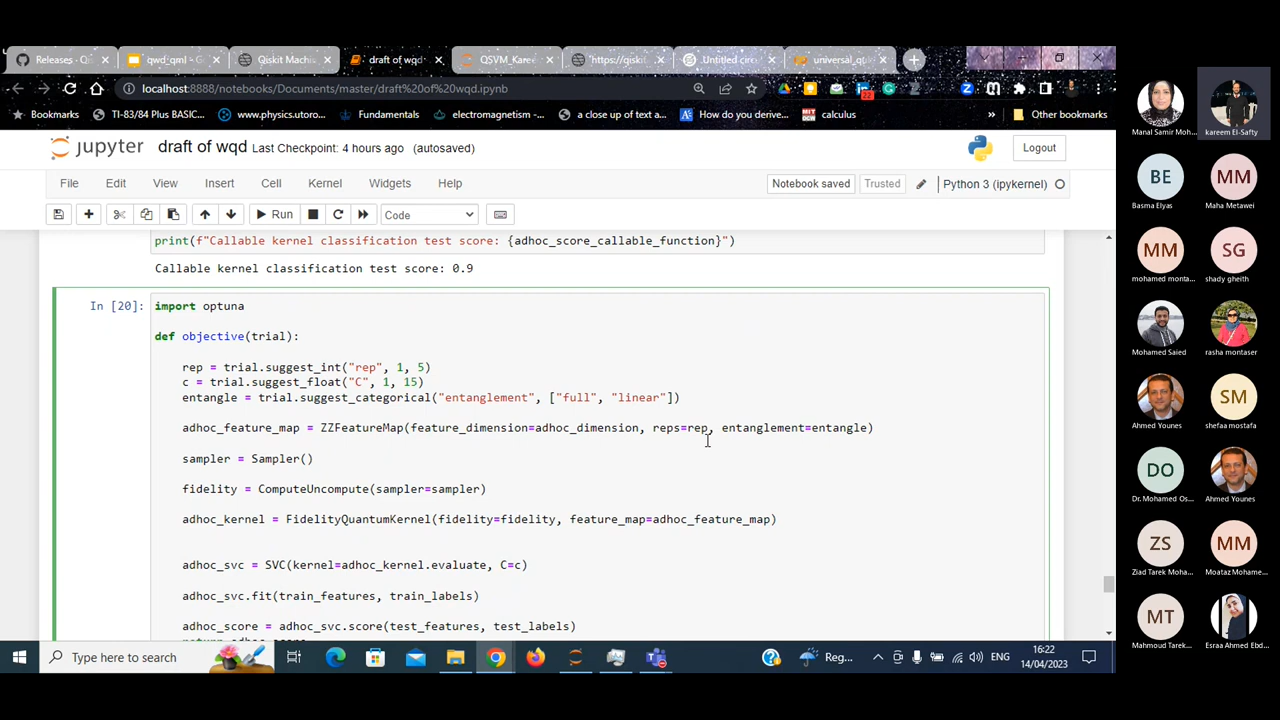 Releases · Qi
qwd_qml - G
Qiskit Machi
draft of wqd
QSVM_Karee
"https://qiskit
Untitled circ
universal_qu
localhost:8888/notebooks/Documents/master/draft%20of%20wqd.ipynb
22
Bookmarks
TI-83/84 Plus BASIC...
www.physics.utoro...
Fundamentals
electromagnetism -...
a close up of text a...
How do you derive...
calculus
»
Other bookmarks
jupyter
draft of wqd
Last Checkpoint: 4 hours ago
(autosaved)
Logout
File
Edit
View
Insert
Cell
Kernel
Widgets
Help
Notebook saved
Trusted
Python 3 (ipykernel)
Run
Code
print(f"Callable kernel classification test score: {adhoc_score_callable_function}")
Callable kernel classification test score: 0.9
In [20]:
import optuna
def objective(trial):
rep = trial.suggest_int("rep", 1, 5)
c = trial.suggest_float("C", 1, 15)
entangle = trial.suggest_categorical("entanglement", ["full", "linear"])
adhoc_feature_map = ZZFeatureMap(feature_dimension=adhoc_dimension, reps=rep, entanglement=entangle)
sampler = Sampler()
fidelity = ComputeUncompute(sampler=sampler)
adhoc_kernel = FidelityQuantumKernel(fidelity=fidelity, feature_map=adhoc_feature_map)
adhoc_svc = SVC(kernel=adhoc_kernel.evaluate, C=c)
adhoc_svc.fit(train_features, train_labels)
adhoc_score = adhoc_svc.score(test_features, test_labels)
return adhoc_score
Type here to search
Reg...
ENG
16:22
14/04/2023
Manal Samir Moh...
kareem El-Safty
BE
Basma Elyas
MM
Maha Metawei
MM
mohamed monta...
SG
shady gheith
Mohamed Saied
rasha montaser
Ahmed Younes
SM
shefaa mostafa
DO
Dr. Mohamed Os...
Ahmed Younes
ZS
Ziad Tarek Moha...
MM
Moataz Mohame...
MT
Mahmoud Tarek...
Esraa Ahmed Ebd...